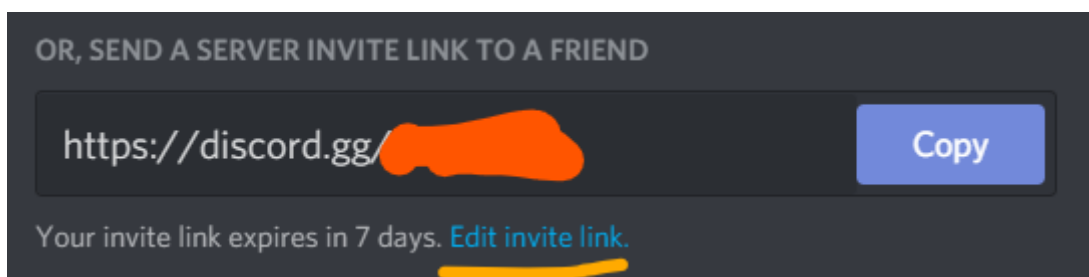 OR, SEND A SERVER INVITE LINK TO A FRIEND
https://discord.gg/
Copy
Your invite link expires in 7 days. Edit invite link.